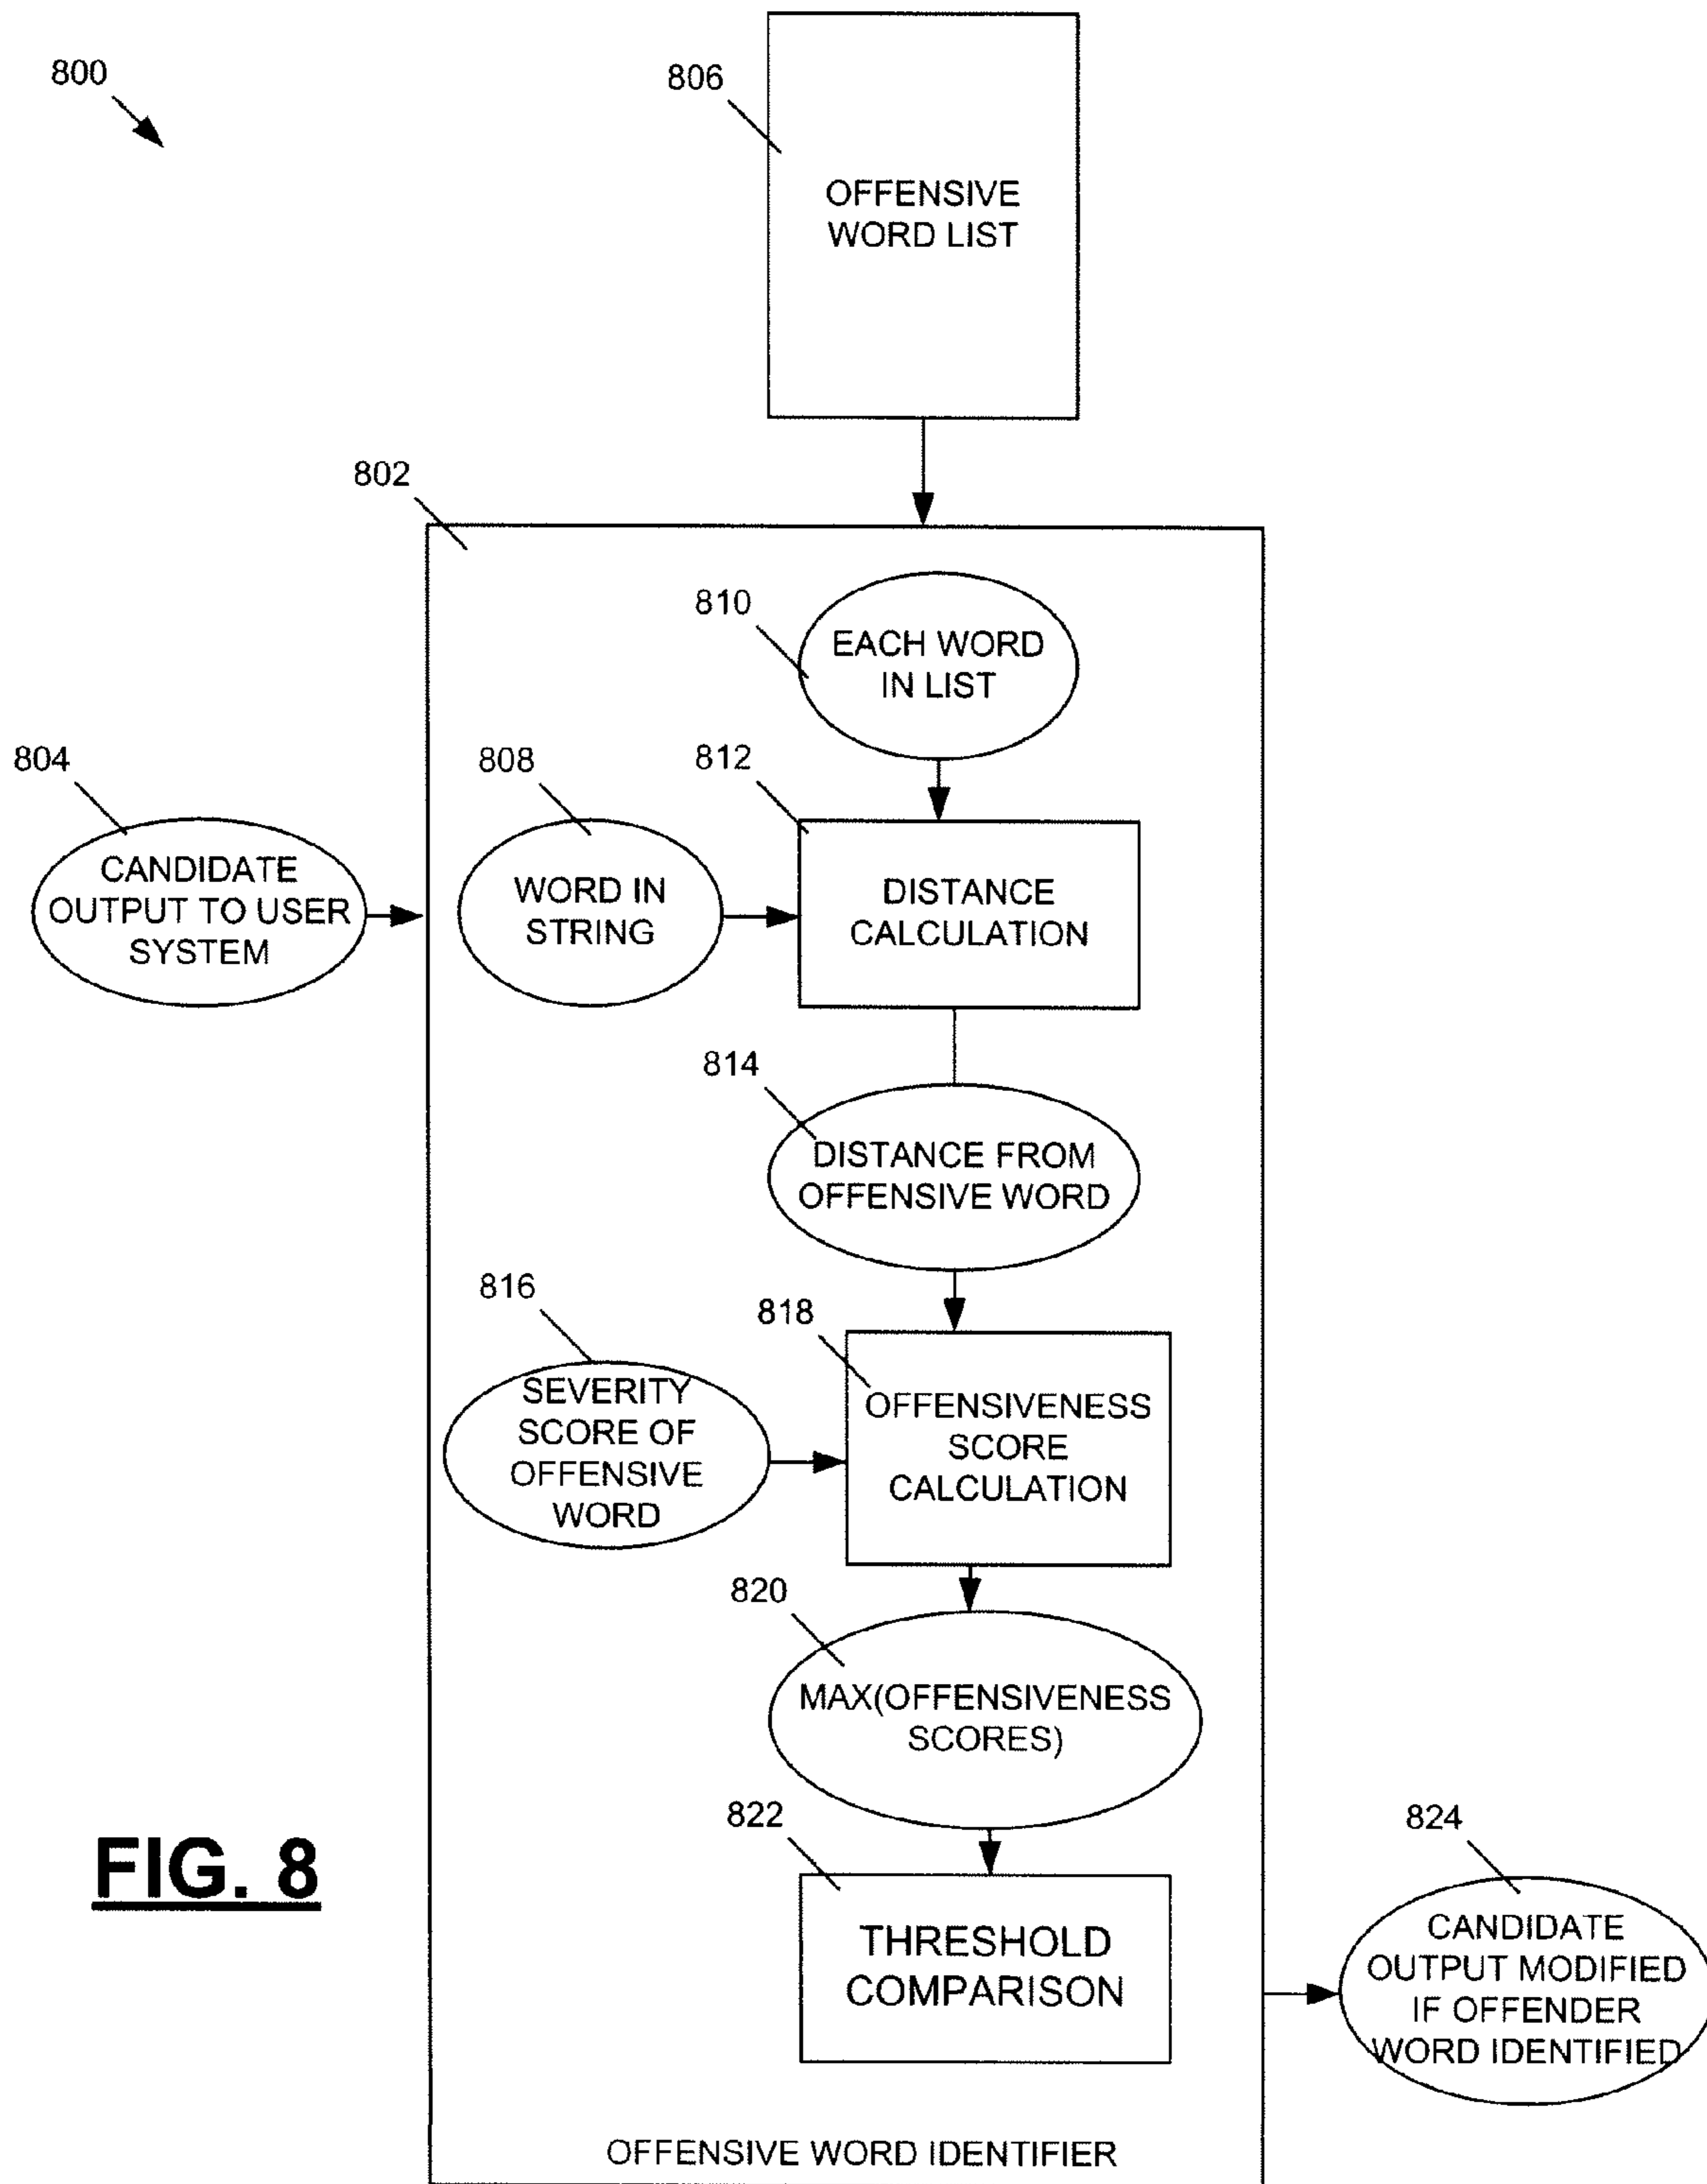 800
806
OFFENSIVE
WORD LIST
802
810
EACH WORD
IN LIST
804
808
812
CANDIDATE
OUTPUT TO USER
SYSTEM
WORD IN
STRING
DISTANCE
CALCULATION
814
DISTANCE FROM
OFFENSIVE WORD
816
818
SEVERITY
SCORE OF
OFFENSIVE
WORD
OFFENSIVENESS
SCORE
CALCULATION
820
MAX(OFFENSIVENESS
SCORES)
822
824
FIG. 8
THRESHOLD
COMPARISON
CANDIDATE
OUTPUT MODIFIED
IF OFFENDER
WORD IDENTIFIED
OFFENSIVE WORD IDENTIFIER